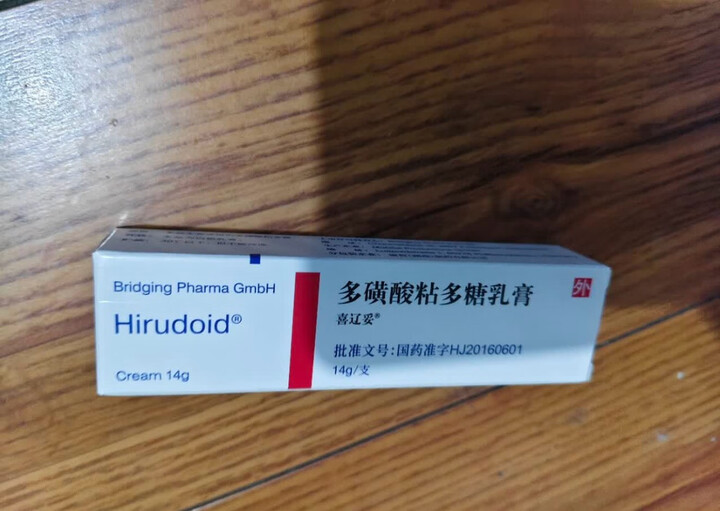 Bridging Pharma GmbH
Hirudoid®
Cream 14g
多磺酸粘多糖乳膏
喜辽妥®
批准文号:国药准字HJ20160601
14g/支
外